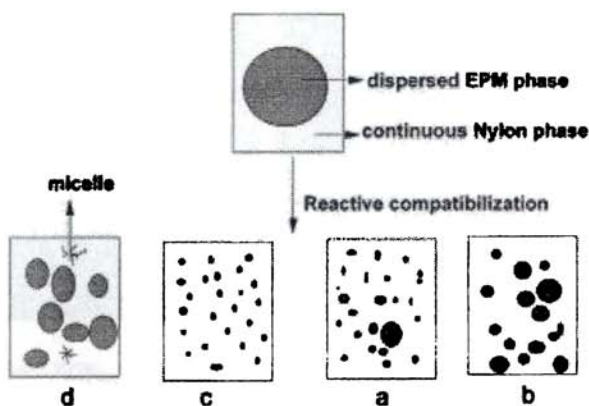 dispersed EPM phase
continuous Nylon phase
micelle
Reactive compatibilization
d
c
a
b